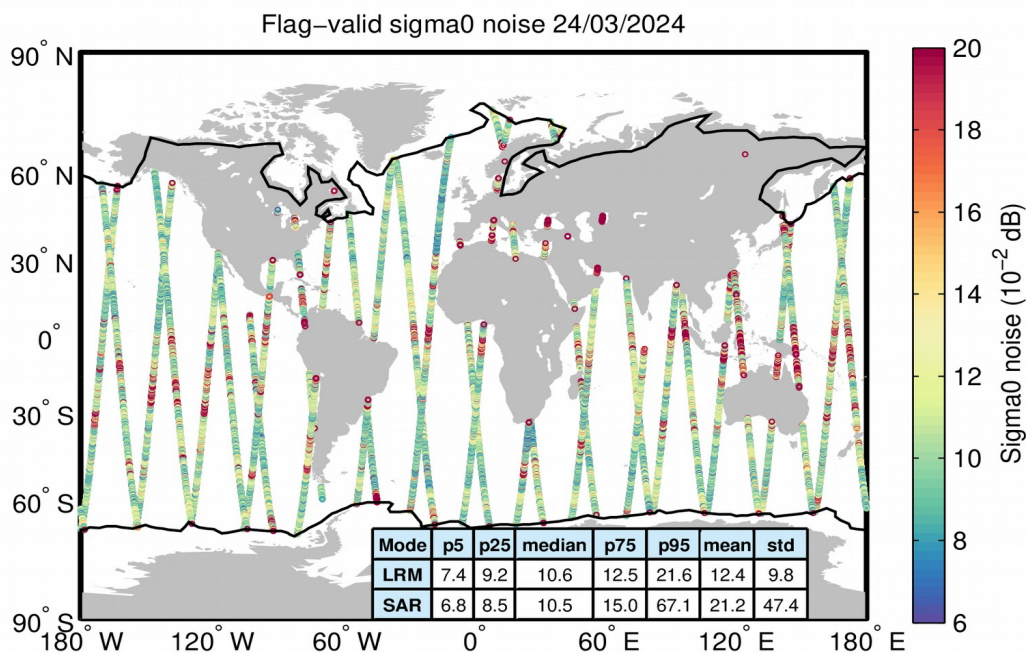 Flag−valid sigma0 noise 24/03/2024
90° N
60° N
30° N
0°
30° S
60° S
90° S
180° W
120° W
60° W
0°
60° E
120° E
180° E
Mode p5 p25 median p75 p95 mean std
LRM 7.4 9.2 10.6 12.5 21.6 12.4 9.8
SAR 6.8 8.5 10.5 15.0 67.1 21.2 47.4
20
18
16
14
12
10
8
6
Sigma0 noise (10⁻² dB)